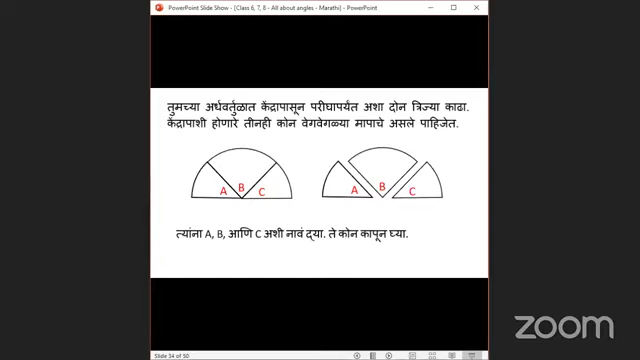 PowerPoint Slide Show - [Class 6, 7, 8 - All about angles - Marathi] - PowerPoint
तुमच्या अर्धवर्तुळात केंद्रापासून परीघापर्यंत अशा दोन त्रिज्या काढा.
केंद्रापाशी होणारे तीनही कोन वेगवेगळ्या मापाचे असले पाहिजेत.
A B C A B C
त्यांना A, B, आणि C अशी नावं द्या. ते कोन कापून घ्या.
zoom
Slide 34 of 50